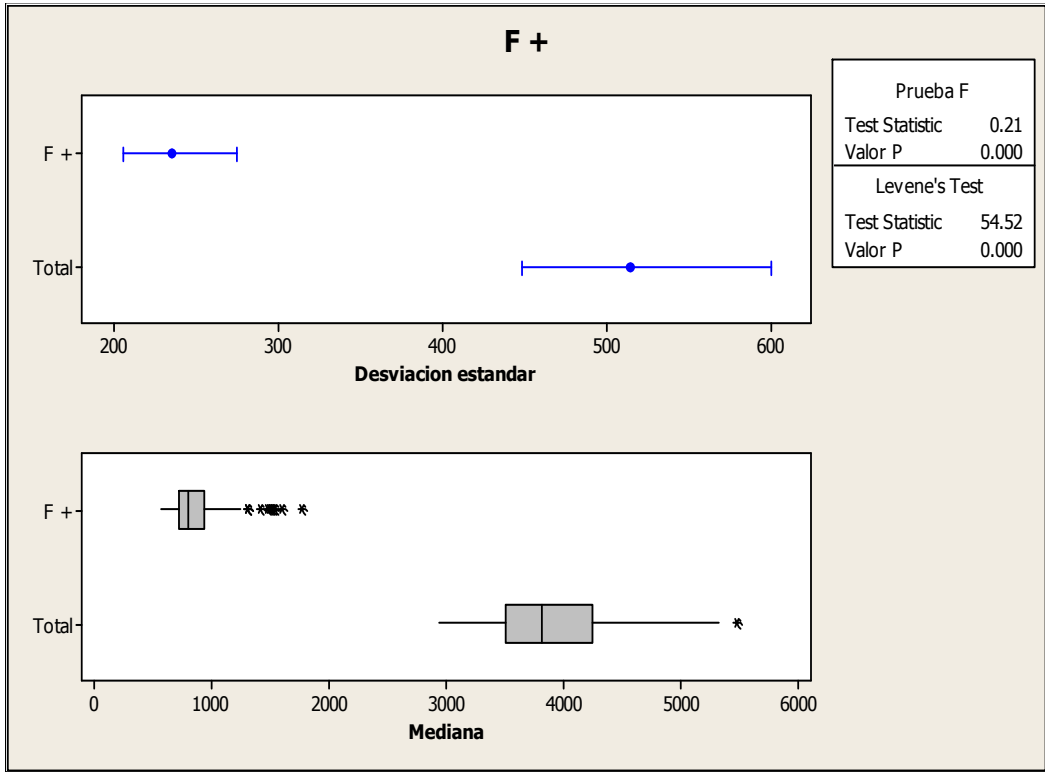 F +
F +
Total
200 300 400 500 600
Desviacion estandar
Prueba F
Test Statistic 0.21
Valor P 0.000
Levene's Test
Test Statistic 54.52
Valor P 0.000
F +
Total
0 1000 2000 3000 4000 5000 6000
Mediana